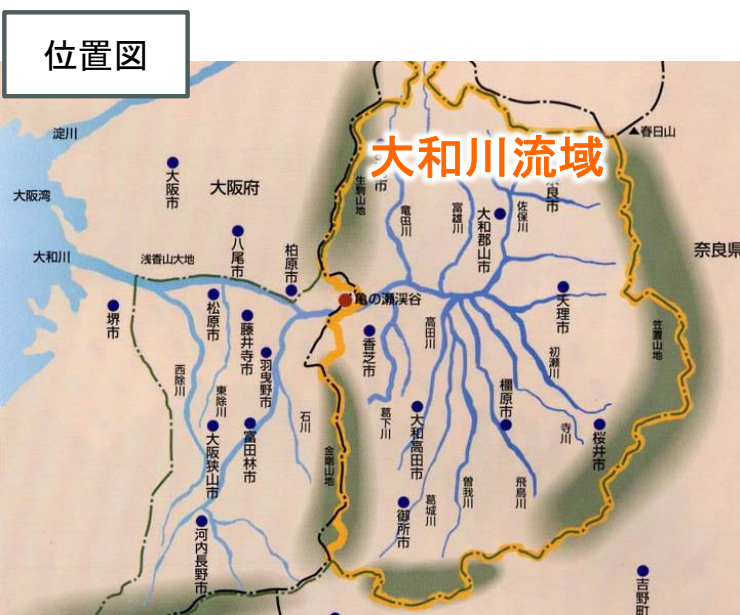 位置図
淀川
大阪湾
大和川
大阪市
大阪府
八尾市
柏原市
浅香山大地
堺市
松原市
藤井寺市
羽曳野市
西除川
東除川
石川
大阪狭山市
富田林市
河内長野市
生駒山地
金剛山地
大和川流域
市
竜田川
富雄川
大和郡山市
佐保川
良市
春日山
奈良県
亀の瀬渓谷
香芝市
高田川
天理市
初瀬川
笠置山地
葛下川
大和高田市
橿原市
寺川
桜井市
御所市
葛城川
曽我川
飛鳥川
吉野町